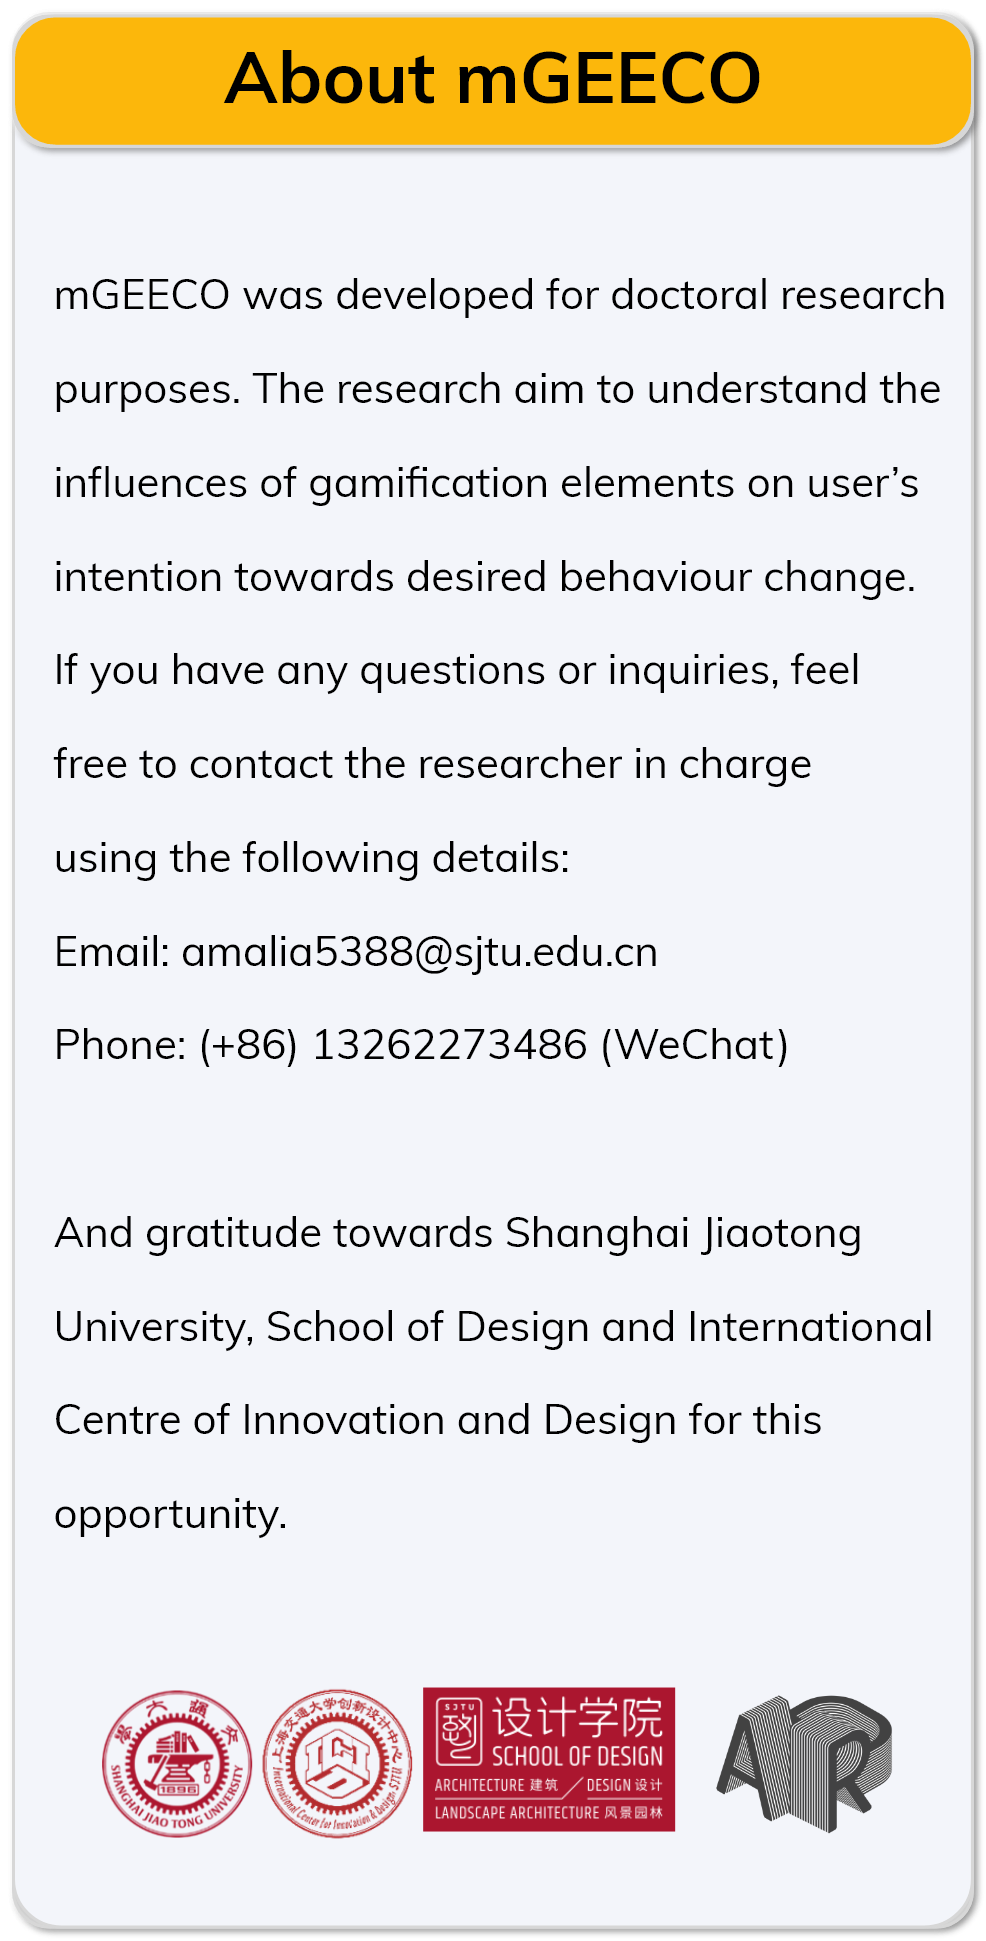 About mGEECO
mGEECO was developed for doctoral research
purposes. The research aim to understand the
influences of gamification elements on user’s
intention towards desired behaviour change.
If you have any questions or inquiries, feel
free to contact the researcher in charge
using the following details:
Email: amalia5388@sjtu.edu.cn
Phone: (+86) 13262273486 (WeChat)
And gratitude towards Shanghai Jiaotong
University, School of Design and International
Centre of Innovation and Design for this
opportunity.
1896
SHANGHAI JIAO TONG UNIVERSITY
上海交通大学创新设计中心
International Center for Innovation & Design SJTU
SJTU
设计学院
SCHOOL OF DESIGN
ARCHITECTURE 建筑 / DESIGN 设计
LANDSCAPE ARCHITECTURE 风景园林